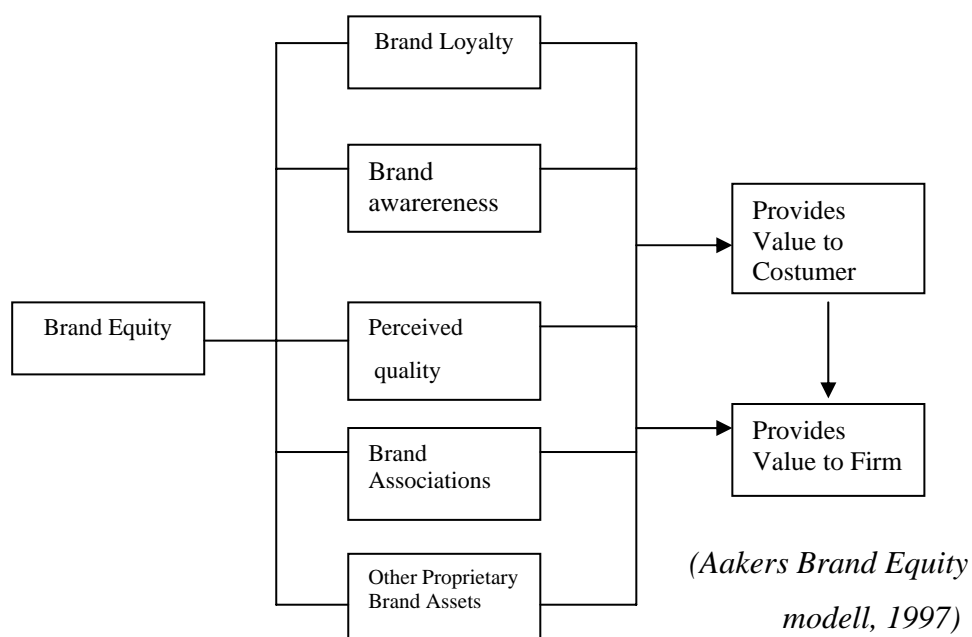 Brand Loyalty
Brand
awarereness
Provides
Value to
Costumer
Brand Equity
Perceived
quality
Provides
Value to Firm
Brand
Associations
Other Proprietary
Brand Assets
(Aakers Brand Equity
modell, 1997)